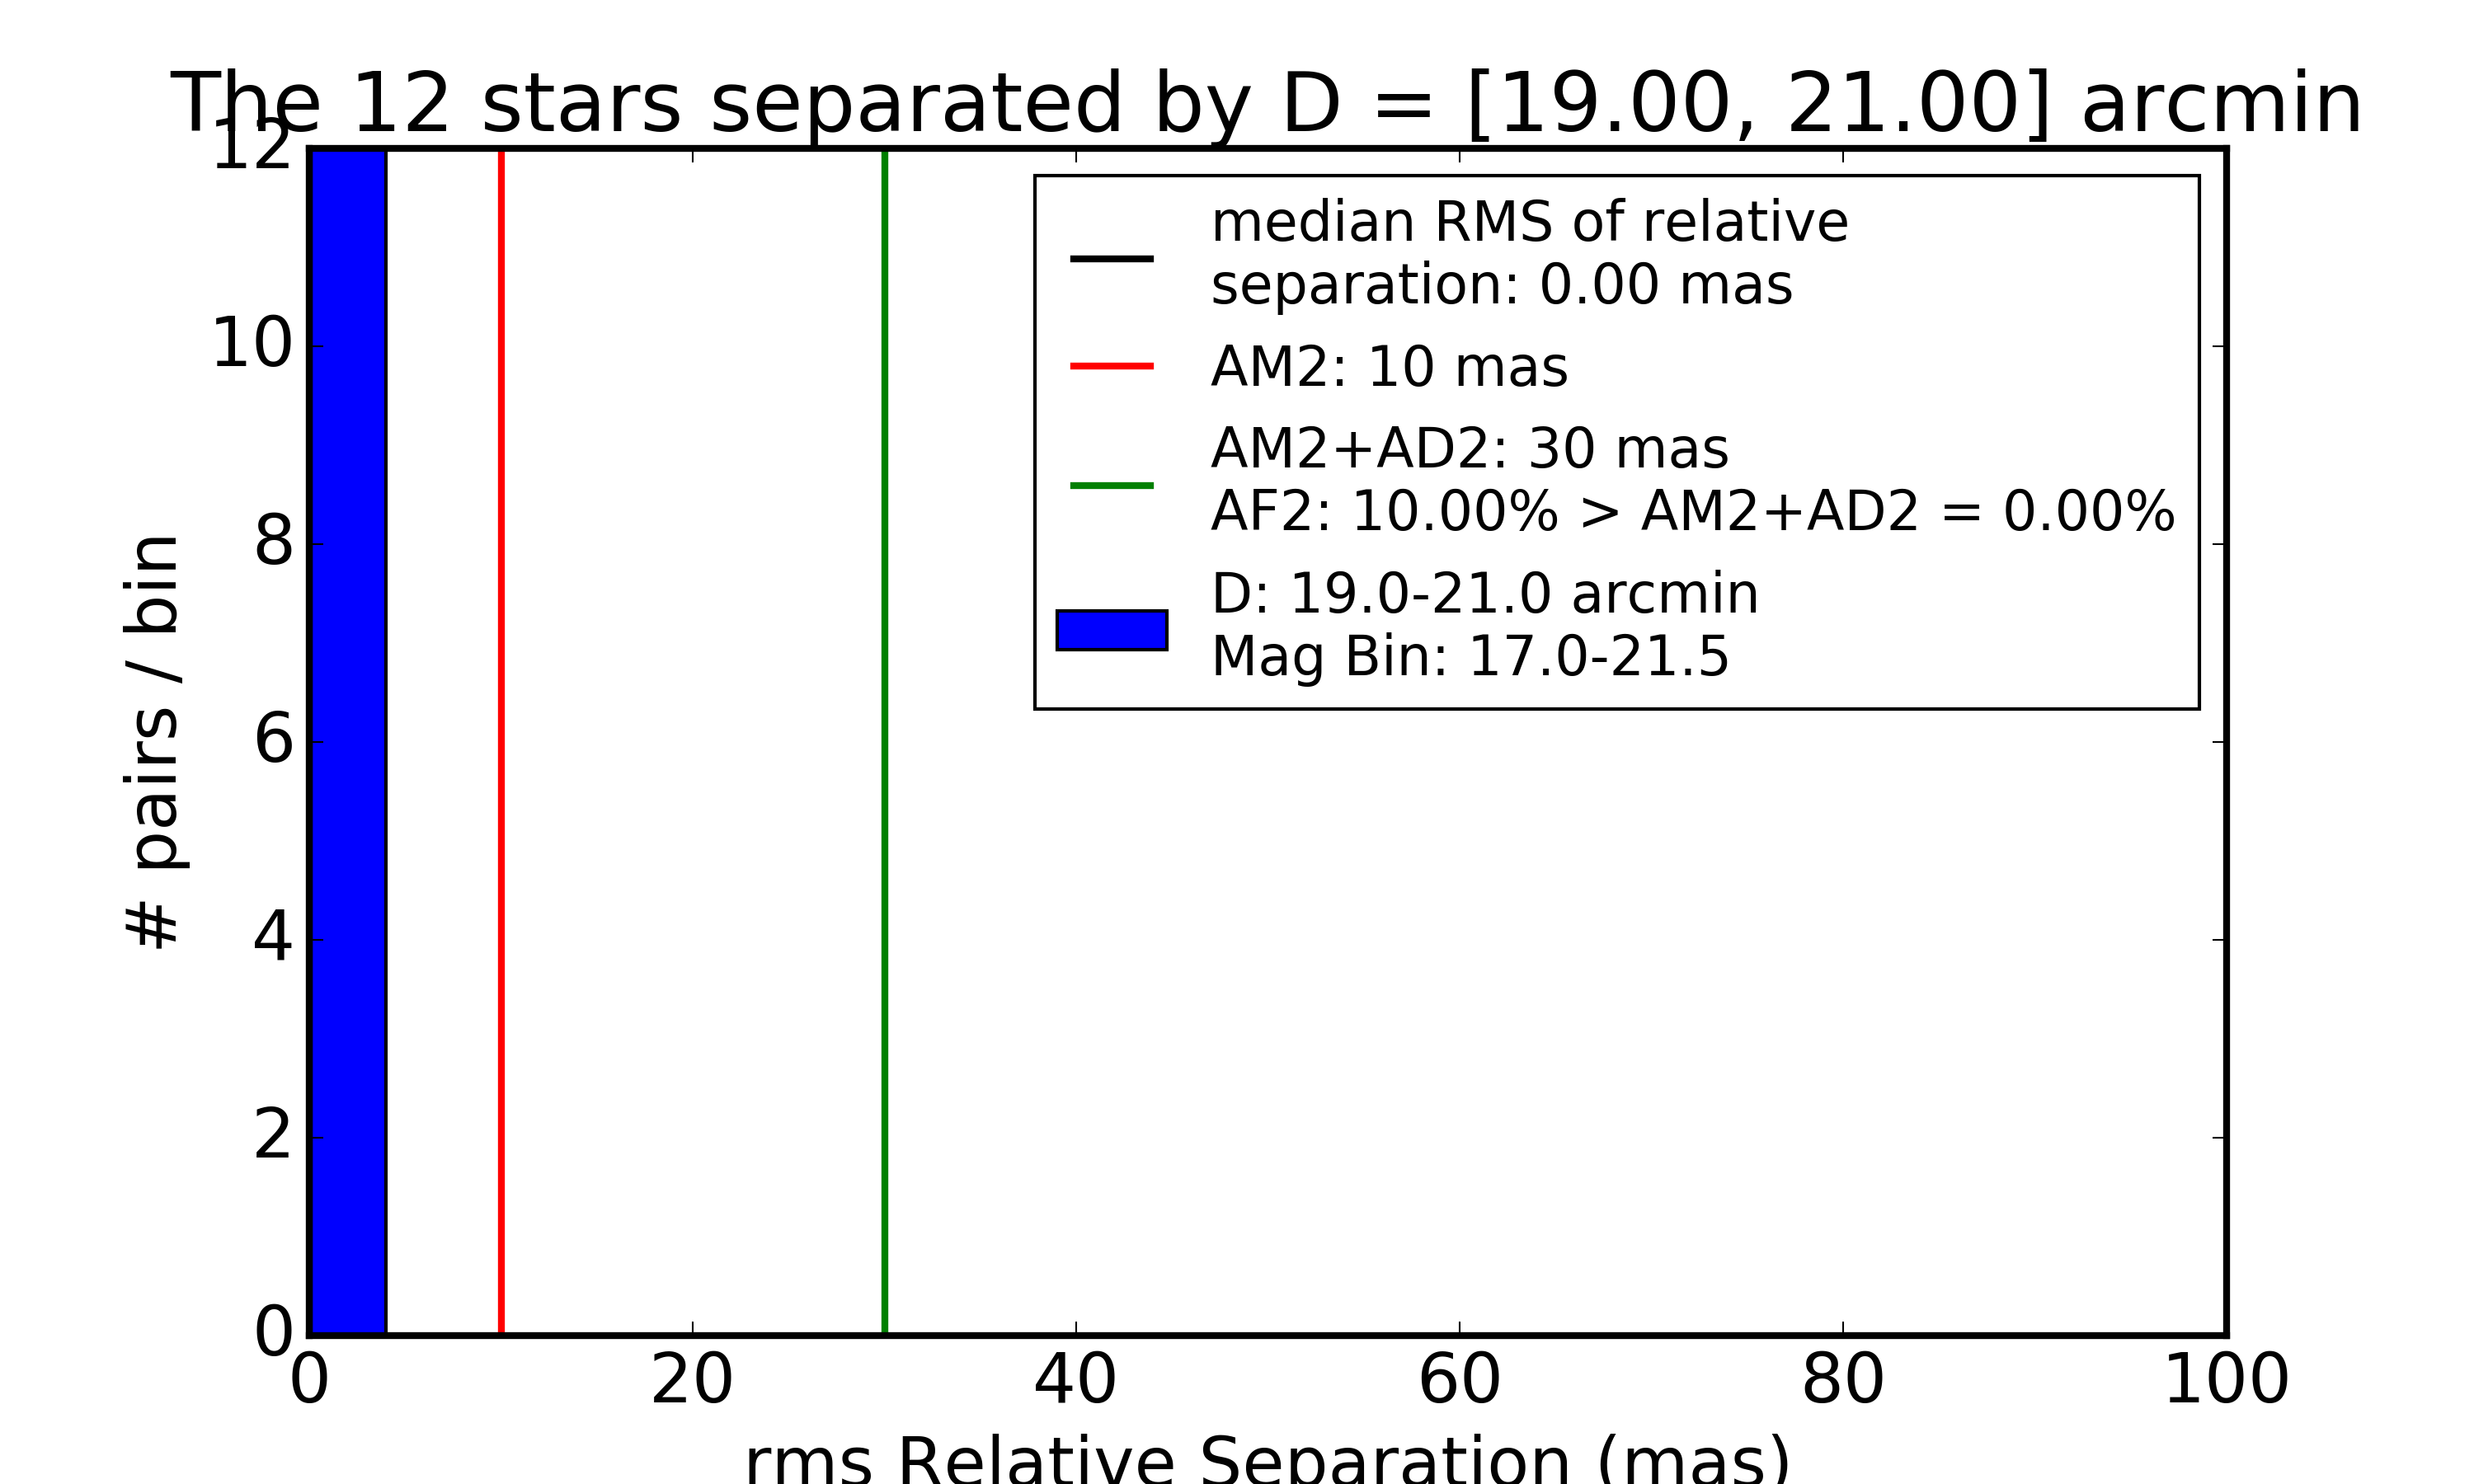 The 12 stars separated by D = [19.00, 21.00] arcmin
12
10
8
6
4
2
0
# pairs / bin
median RMS of relative
separation: 0.00 mas
AM2: 10 mas
AM2+AD2: 30 mas
AF2: 10.00% > AM2+AD2 = 0.00%
D: 19.0-21.0 arcmin
Mag Bin: 17.0-21.5
0 20 40 60 80 100
rms Relative Separation (mas)